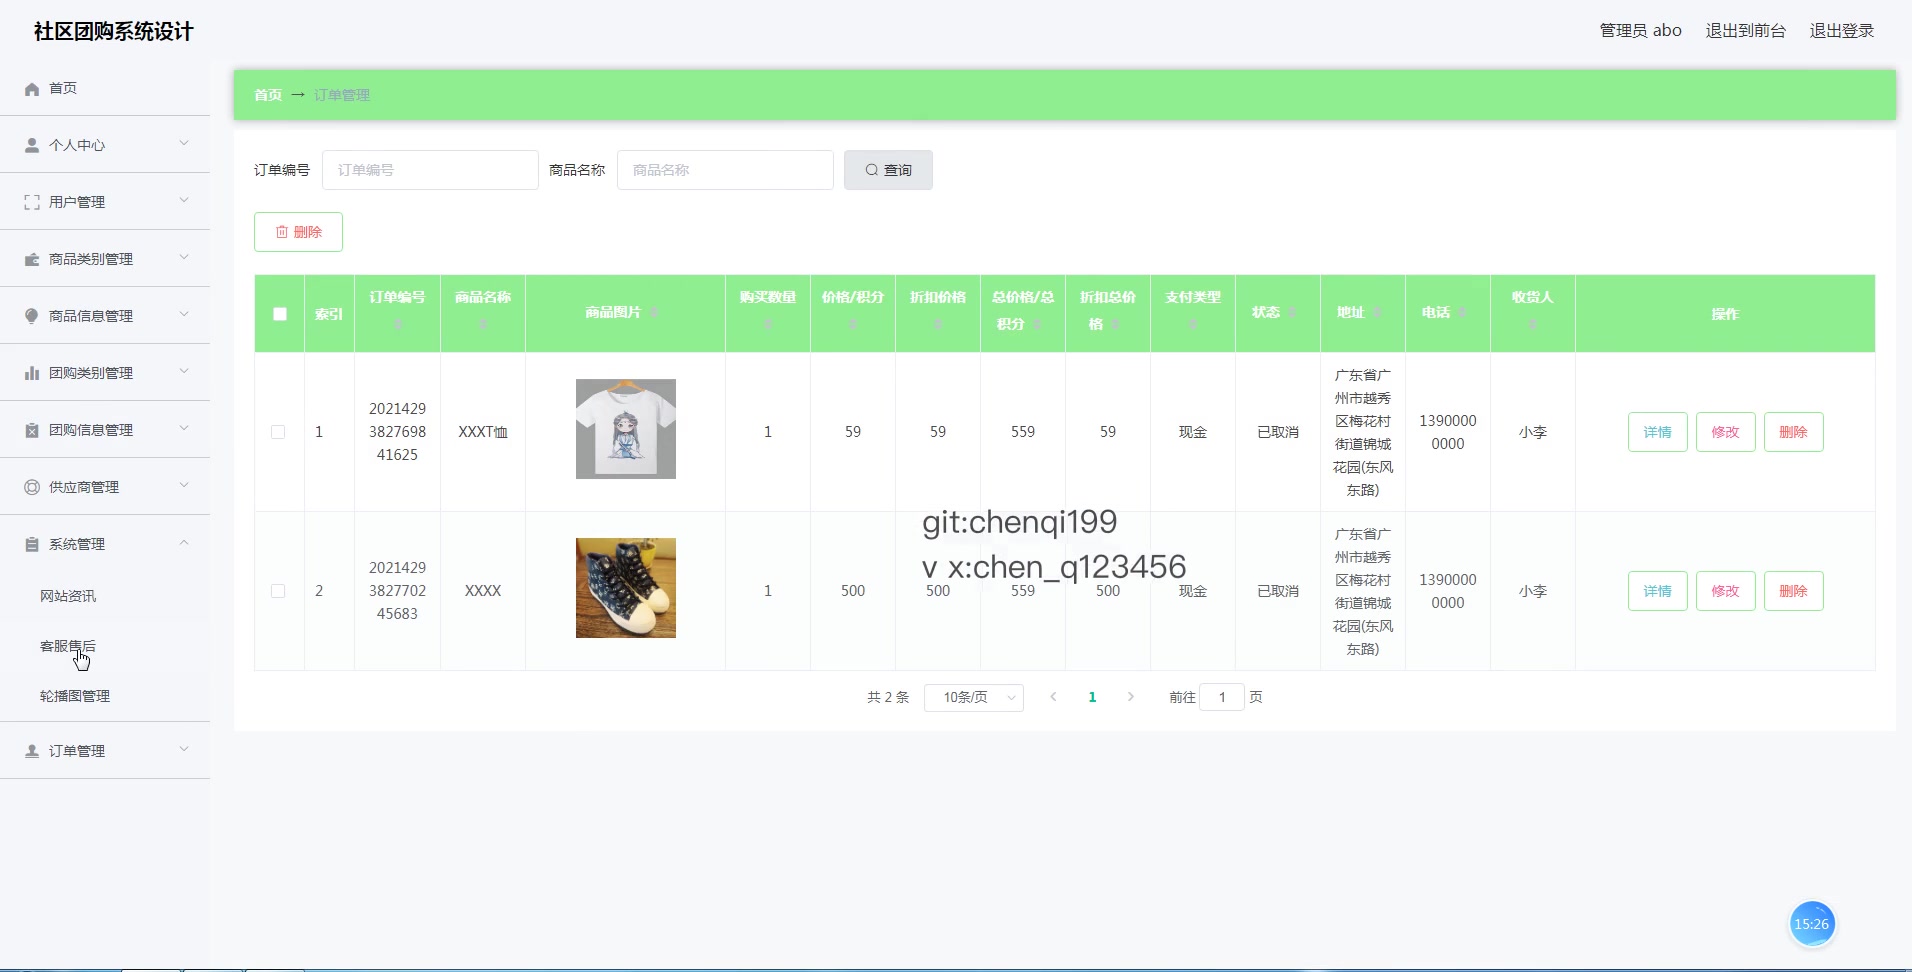 社区团购系统设计
管理员 abo 退出到前台 退出登录
首页
个人中心
用户管理
商品类别管理
商品信息管理
团购类别管理
团购信息管理
供应商管理
系统管理
网站资讯
客服售后
轮播图管理
订单管理
首页 → 订单管理
订单编号 订单编号 商品名称 商品名称 查询
删除
索引 订单编号 商品名称 商品图片 购买数量 价格/积分 折扣价格 总价格/总积分 折扣总价格 支付类型 状态 地址 电话 收货人 操作
1
2021429
3827698
41625
XXXT恤
1 59 59 559 59 现金 已取消
广东省广
州市越秀
区梅花村
街道锦城
花园(东风
东路)
1390000
0000
小李
详情 修改 删除
git:chenqi199
v x:chen_q123456
2
2021429
3827702
45683
XXXX
1 500 500 559 500 现金 已取消
广东省广
州市越秀
区梅花村
街道锦城
花园(东风
东路)
1390000
0000
小李
详情 修改 删除
共 2 条 10条/页 1 前往 1 页
15:26